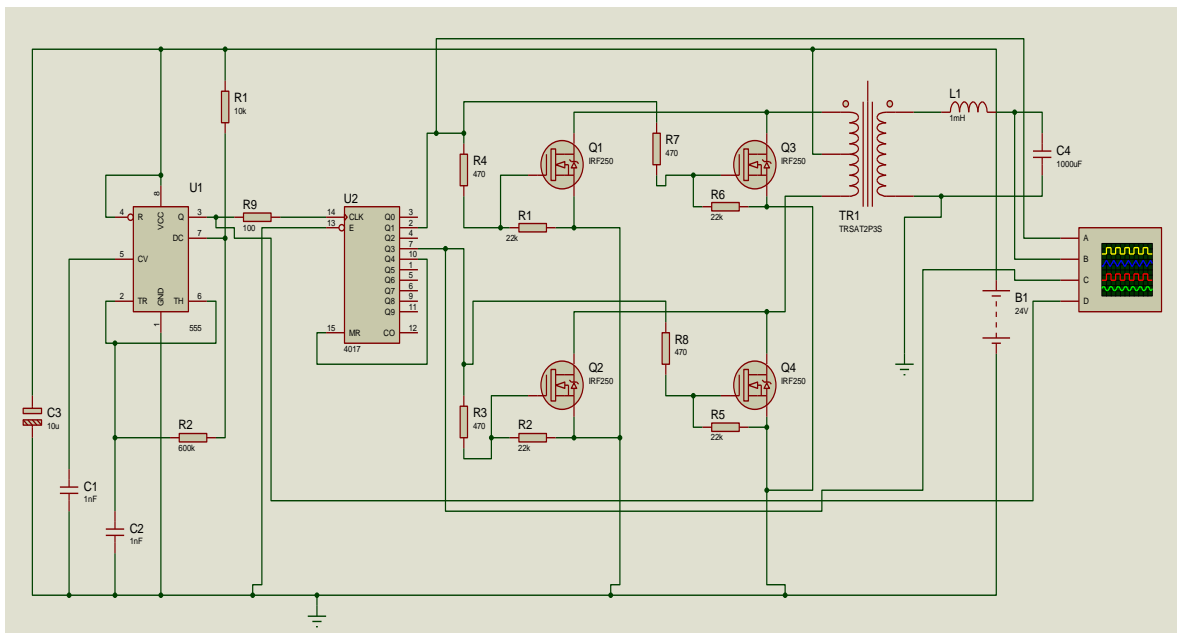 L1
1mH
C4
1000uF
R1
10k
R4
470
R7
470
Q1
IRF250
Q3
IRF250
R6
22k
R1
22k
TR1
TRSAT2P3S
U1
4
R
8
VCC
Q
3
DC
7
5
CV
2
TR
GND
1
TH
6
555
R9
100
U2
14
CLK
13
E
15
MR
Q0
3
Q1
2
Q2
4
Q3
7
Q4
10
Q5
1
Q6
5
Q7
6
Q8
9
Q9
11
CO
12
4017
A
B
C
D
B1
24V
R8
470
Q2
IRF250
Q4
IRF250
R3
470
R2
22k
R5
22k
C3
10u
R2
600k
C1
1nF
C2
1nF